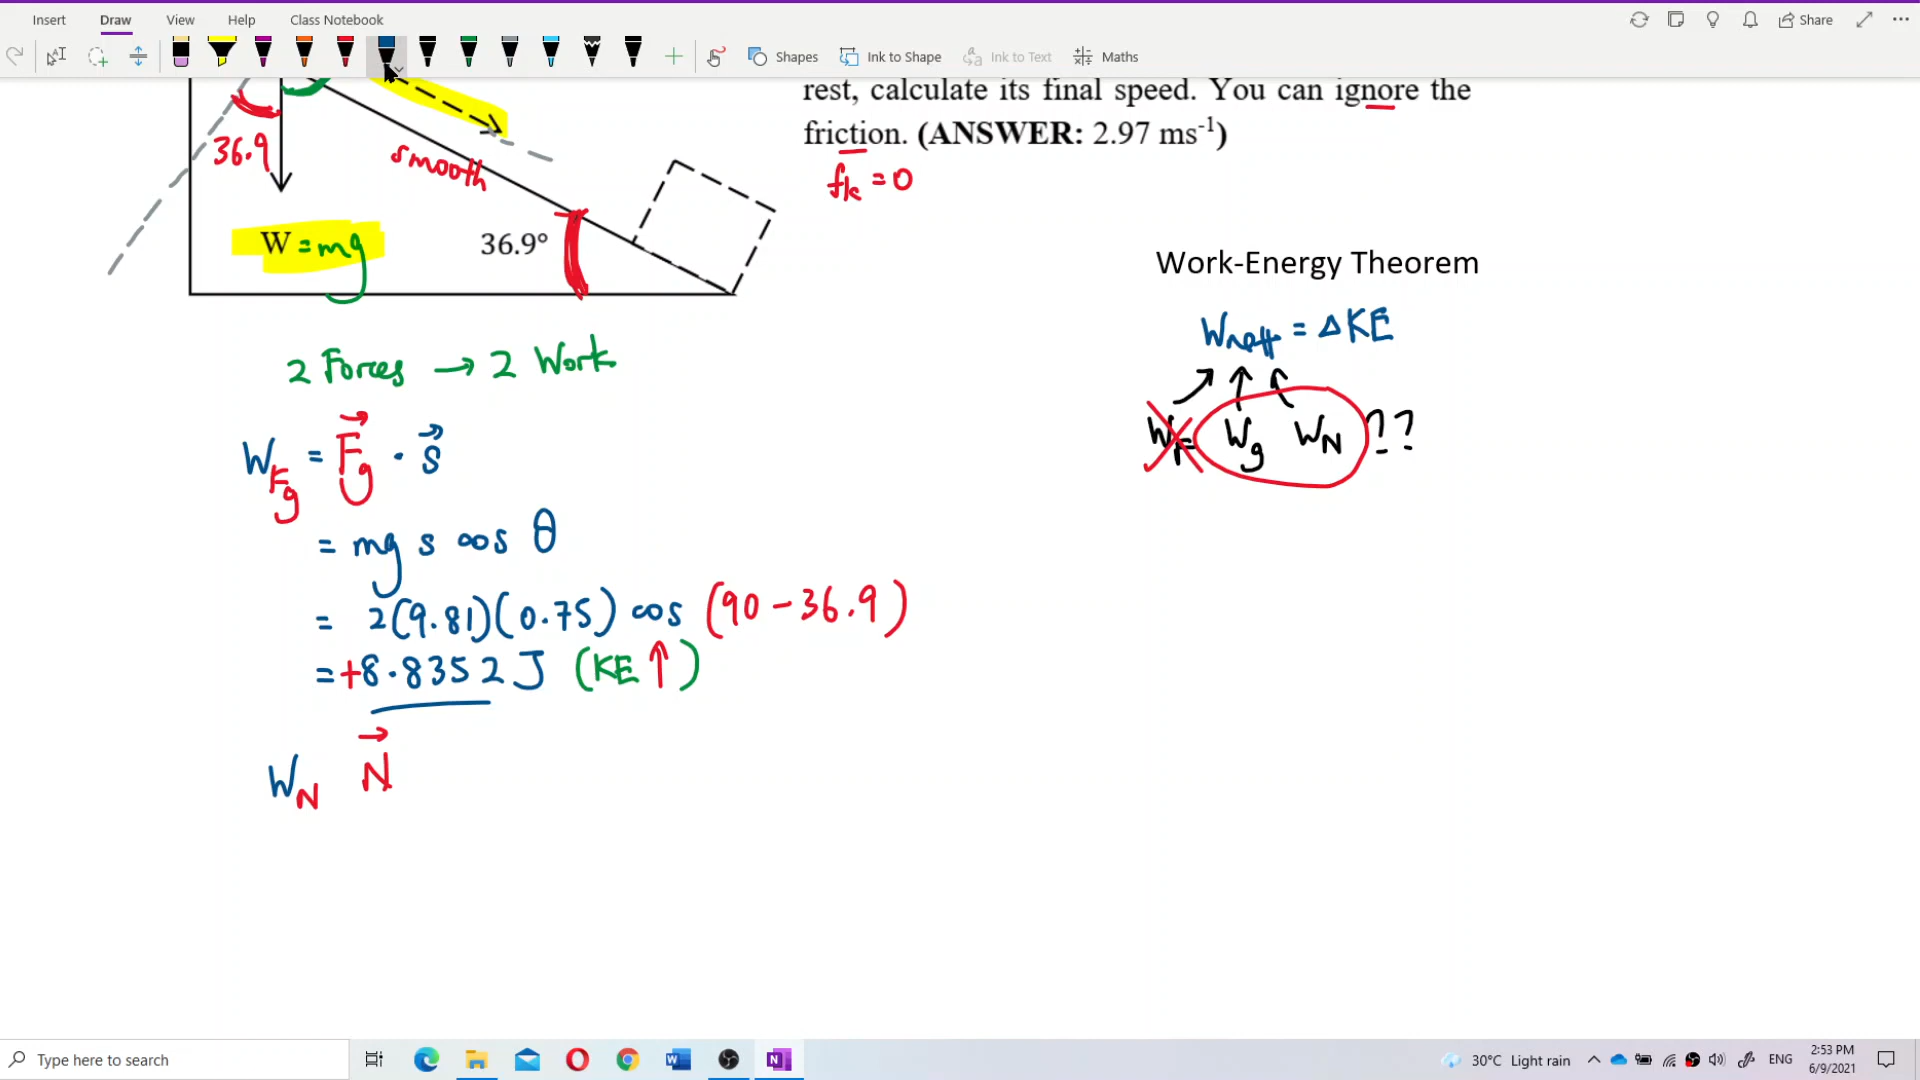 Insert Draw View Help Class Notebook Share
Shapes Ink to Shape Ink to Text Maths
rest, calculate its final speed. You can ignore the
friction. (ANSWER: 2.97 ms⁻¹)
fk = 0
36.9
smooth
W = mg
36.9°
Work-Energy Theorem
Wnett = ΔKE
Wg WN ??
2 Forces → 2 Work
W_Fg = F⃗g · s⃗
= mg s cos θ
= 2(9.81)(0.75) cos (90 - 36.9)
= +8.8352 J (KE ↑)
WN N⃗
Type here to search
30°C Light rain
ENG
2:53 PM
6/9/2021